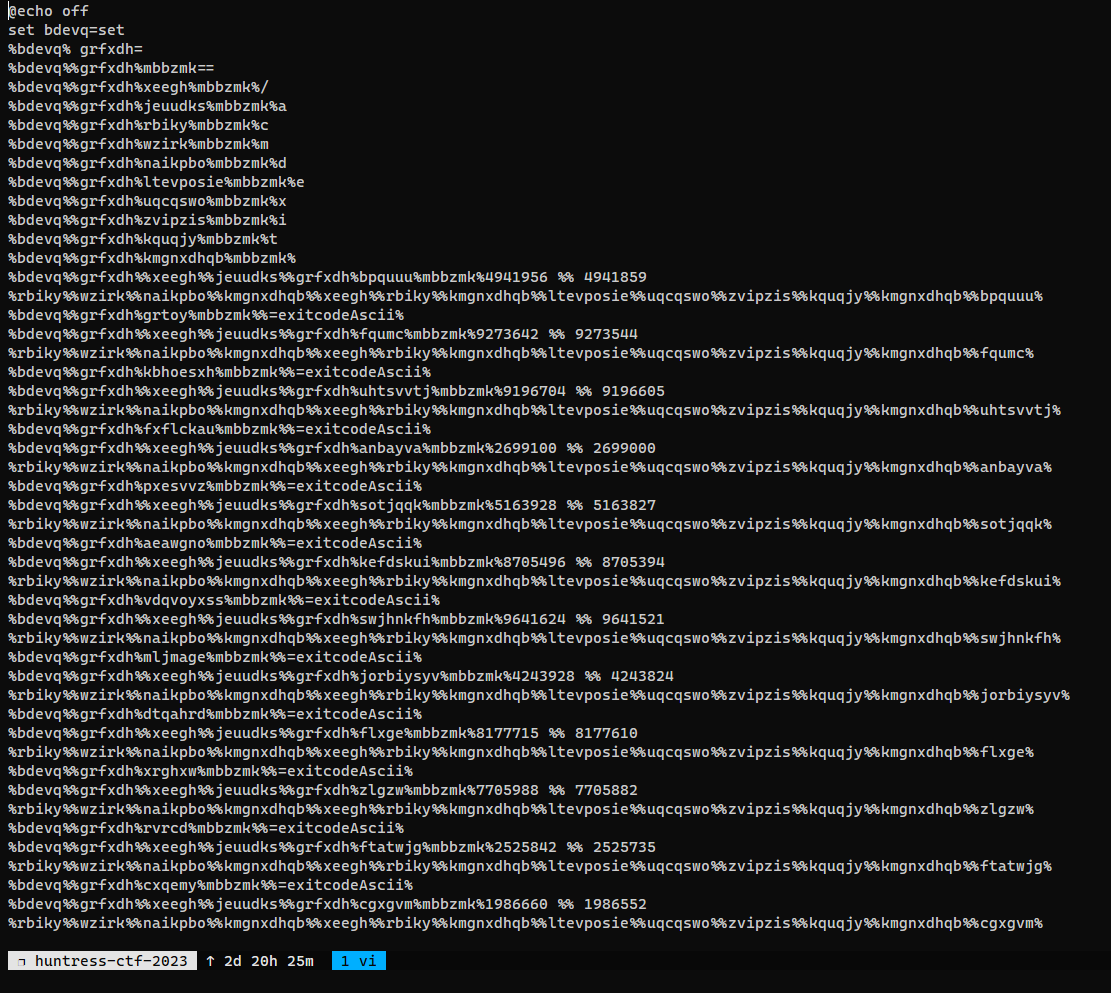 @echo off
set bdevq=set
%bdevq% grfxdh=
%bdevq%%grfxdh%mbbzmk==
%bdevq%%grfxdh%xeegh%mbbzmk%/
%bdevq%%grfxdh%jeuudks%mbbzmk%a
%bdevq%%grfxdh%rbiky%mbbzmk%c
%bdevq%%grfxdh%wzirk%mbbzmk%m
%bdevq%%grfxdh%naikpbo%mbbzmk%d
%bdevq%%grfxdh%ltevposie%mbbzmk%e
%bdevq%%grfxdh%uqcqswo%mbbzmk%x
%bdevq%%grfxdh%zvipzis%mbbzmk%i
%bdevq%%grfxdh%kquqjy%mbbzmk%t
%bdevq%%grfxdh%kmgnxdhqb%mbbzmk%
%bdevq%%grfxdh%%xeegh%%jeuudks%%grfxdh%bpquuu%mbbzmk%4941956 %% 4941859
%rbiky%%wzirk%%naikpbo%%kmgnxdhqb%%xeegh%%rbiky%%kmgnxdhqb%%ltevposie%%uqcqswo%%zvipzis%%kquqjy%%kmgnxdhqb%%bpquuu%
%bdevq%%grfxdh%grtoy%mbbzmk%%=exitcodeAscii%
%bdevq%%grfxdh%%xeegh%%jeuudks%%grfxdh%fqumc%mbbzmk%9273642 %% 9273544
%rbiky%%wzirk%%naikpbo%%kmgnxdhqb%%xeegh%%rbiky%%kmgnxdhqb%%ltevposie%%uqcqswo%%zvipzis%%kquqjy%%kmgnxdhqb%%fqumc%
%bdevq%%grfxdh%kbhoesxh%mbbzmk%%=exitcodeAscii%
%bdevq%%grfxdh%%xeegh%%jeuudks%%grfxdh%uhtsvvtj%mbbzmk%9196704 %% 9196605
%rbiky%%wzirk%%naikpbo%%kmgnxdhqb%%xeegh%%rbiky%%kmgnxdhqb%%ltevposie%%uqcqswo%%zvipzis%%kquqjy%%kmgnxdhqb%%uhtsvvtj%
%bdevq%%grfxdh%fxflckau%mbbzmk%%=exitcodeAscii%
%bdevq%%grfxdh%%xeegh%%jeuudks%%grfxdh%anbayva%mbbzmk%2699100 %% 2699000
%rbiky%%wzirk%%naikpbo%%kmgnxdhqb%%xeegh%%rbiky%%kmgnxdhqb%%ltevposie%%uqcqswo%%zvipzis%%kquqjy%%kmgnxdhqb%%anbayva%
%bdevq%%grfxdh%pxesvvz%mbbzmk%%=exitcodeAscii%
%bdevq%%grfxdh%%xeegh%%jeuudks%%grfxdh%sotjqqk%mbbzmk%5163928 %% 5163827
%rbiky%%wzirk%%naikpbo%%kmgnxdhqb%%xeegh%%rbiky%%kmgnxdhqb%%ltevposie%%uqcqswo%%zvipzis%%kquqjy%%kmgnxdhqb%%sotjqqk%
%bdevq%%grfxdh%aeawgno%mbbzmk%%=exitcodeAscii%
%bdevq%%grfxdh%%xeegh%%jeuudks%%grfxdh%kefdskui%mbbzmk%8705496 %% 8705394
%rbiky%%wzirk%%naikpbo%%kmgnxdhqb%%xeegh%%rbiky%%kmgnxdhqb%%ltevposie%%uqcqswo%%zvipzis%%kquqjy%%kmgnxdhqb%%kefdskui%
%bdevq%%grfxdh%vdqvoyxss%mbbzmk%%=exitcodeAscii%
%bdevq%%grfxdh%%xeegh%%jeuudks%%grfxdh%swjhnkfh%mbbzmk%9641624 %% 9641521
%rbiky%%wzirk%%naikpbo%%kmgnxdhqb%%xeegh%%rbiky%%kmgnxdhqb%%ltevposie%%uqcqswo%%zvipzis%%kquqjy%%kmgnxdhqb%%swjhnkfh%
%bdevq%%grfxdh%mljmage%mbbzmk%%=exitcodeAscii%
%bdevq%%grfxdh%%xeegh%%jeuudks%%grfxdh%jorbiysyv%mbbzmk%4243928 %% 4243824
%rbiky%%wzirk%%naikpbo%%kmgnxdhqb%%xeegh%%rbiky%%kmgnxdhqb%%ltevposie%%uqcqswo%%zvipzis%%kquqjy%%kmgnxdhqb%%jorbiysyv%
%bdevq%%grfxdh%dtqahrd%mbbzmk%%=exitcodeAscii%
%bdevq%%grfxdh%%xeegh%%jeuudks%%grfxdh%flxge%mbbzmk%8177715 %% 8177610
%rbiky%%wzirk%%naikpbo%%kmgnxdhqb%%xeegh%%rbiky%%kmgnxdhqb%%ltevposie%%uqcqswo%%zvipzis%%kquqjy%%kmgnxdhqb%%flxge%
%bdevq%%grfxdh%xrghxw%mbbzmk%%=exitcodeAscii%
%bdevq%%grfxdh%%xeegh%%jeuudks%%grfxdh%zlgzw%mbbzmk%7705988 %% 7705882
%rbiky%%wzirk%%naikpbo%%kmgnxdhqb%%xeegh%%rbiky%%kmgnxdhqb%%ltevposie%%uqcqswo%%zvipzis%%kquqjy%%kmgnxdhqb%%zlgzw%
%bdevq%%grfxdh%rvrcd%mbbzmk%%=exitcodeAscii%
%bdevq%%grfxdh%%xeegh%%jeuudks%%grfxdh%ftatwjg%mbbzmk%2525842 %% 2525735
%rbiky%%wzirk%%naikpbo%%kmgnxdhqb%%xeegh%%rbiky%%kmgnxdhqb%%ltevposie%%uqcqswo%%zvipzis%%kquqjy%%kmgnxdhqb%%ftatwjg%
%bdevq%%grfxdh%cxqemy%mbbzmk%%=exitcodeAscii%
%bdevq%%grfxdh%%xeegh%%jeuudks%%grfxdh%cgxgvm%mbbzmk%1986660 %% 1986552
%rbiky%%wzirk%%naikpbo%%kmgnxdhqb%%xeegh%%rbiky%%kmgnxdhqb%%ltevposie%%uqcqswo%%zvipzis%%kquqjy%%kmgnxdhqb%%cgxgvm%
❐ huntress-ctf-2023 ↑ 2d 20h 25m 1 vi